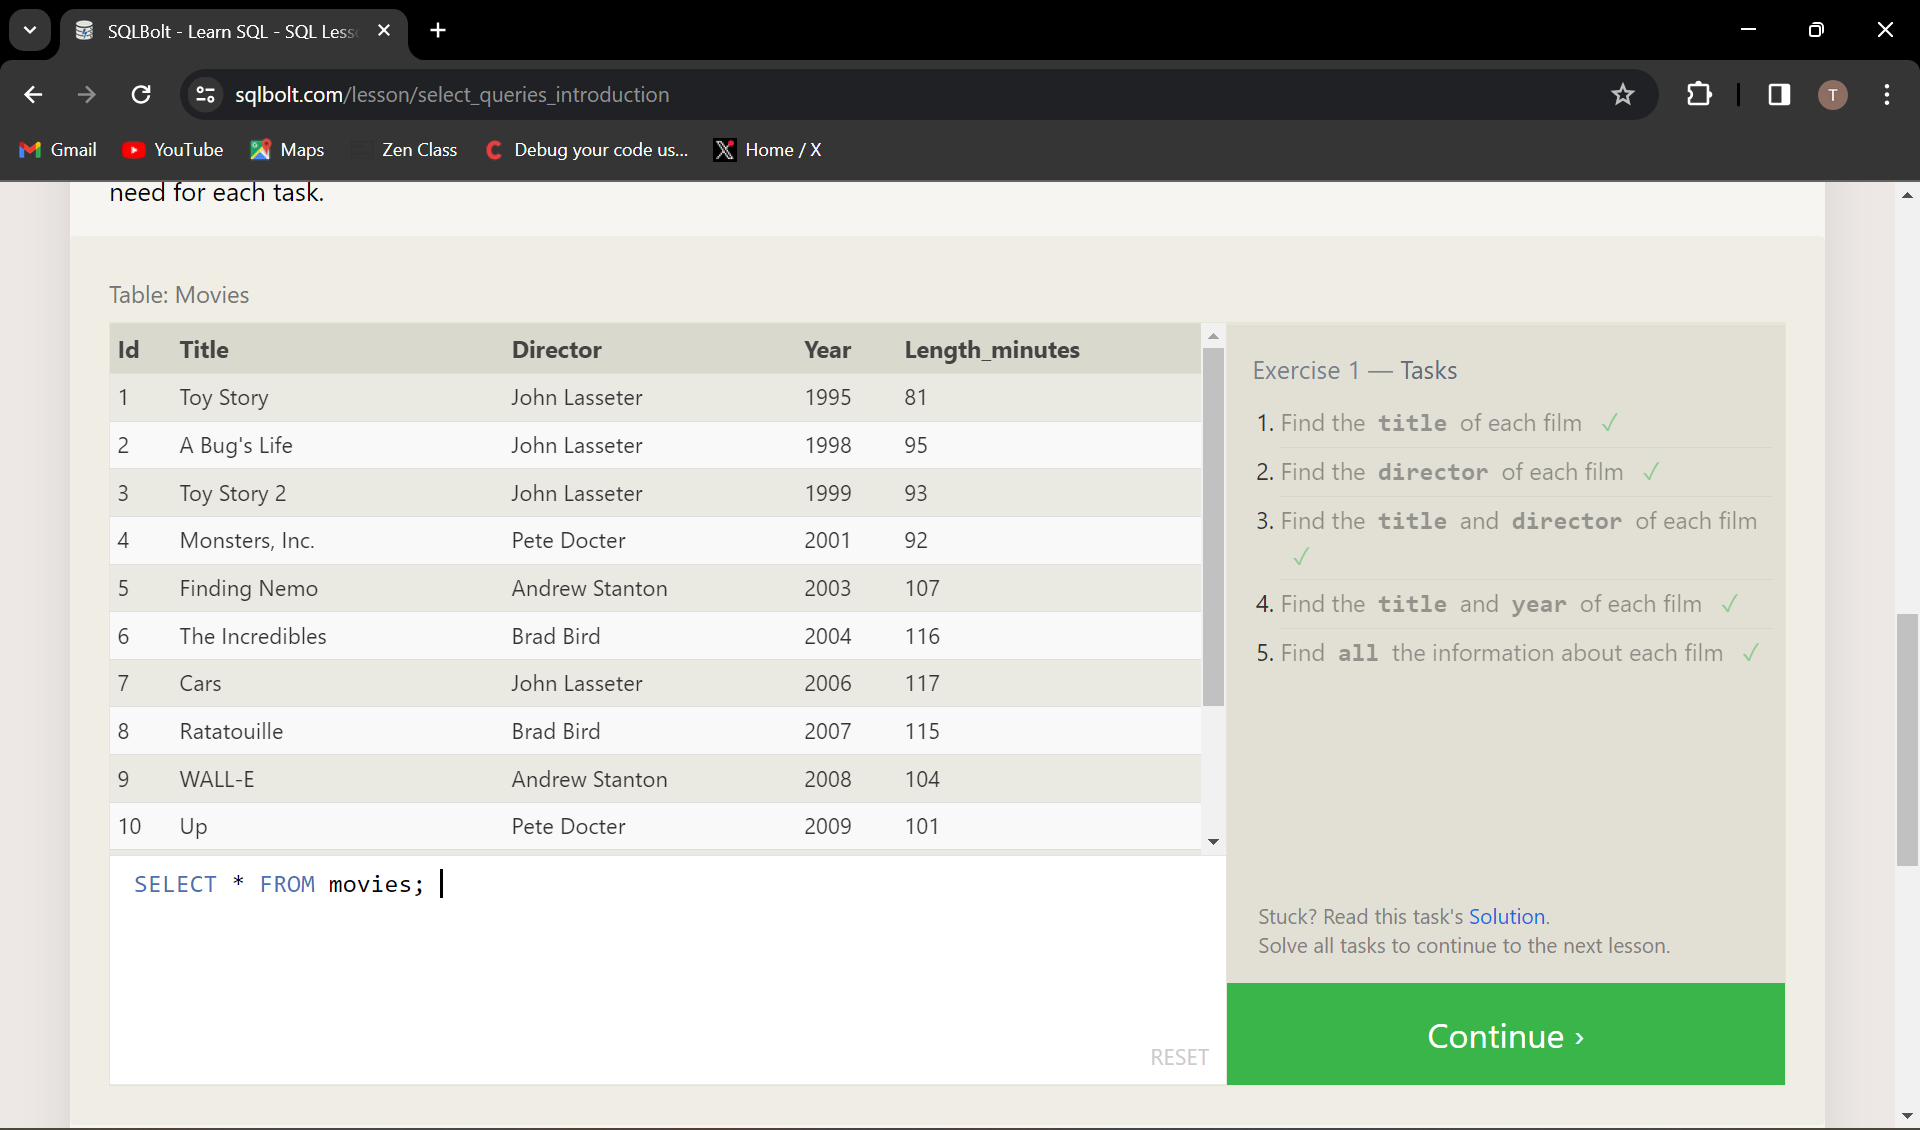 SQLBolt - Learn SQL - SQL Less
sqlbolt.com/lesson/select_queries_introduction
T
Gmail YouTube Maps Zen Class Debug your code us... Home / X
need for each task.
Table: Movies
Id Title Director Year Length_minutes
1 Toy Story John Lasseter 1995 81
2 A Bug's Life John Lasseter 1998 95
3 Toy Story 2 John Lasseter 1999 93
4 Monsters, Inc. Pete Docter 2001 92
5 Finding Nemo Andrew Stanton 2003 107
6 The Incredibles Brad Bird 2004 116
7 Cars John Lasseter 2006 117
8 Ratatouille Brad Bird 2007 115
9 WALL-E Andrew Stanton 2008 104
10 Up Pete Docter 2009 101
SELECT * FROM movies;
RESET
Exercise 1 — Tasks
1. Find the title of each film ✓
2. Find the director of each film ✓
3. Find the title and director of each film
✓
4. Find the title and year of each film ✓
5. Find all the information about each film ✓
Stuck? Read this task's Solution.
Solve all tasks to continue to the next lesson.
Continue ›